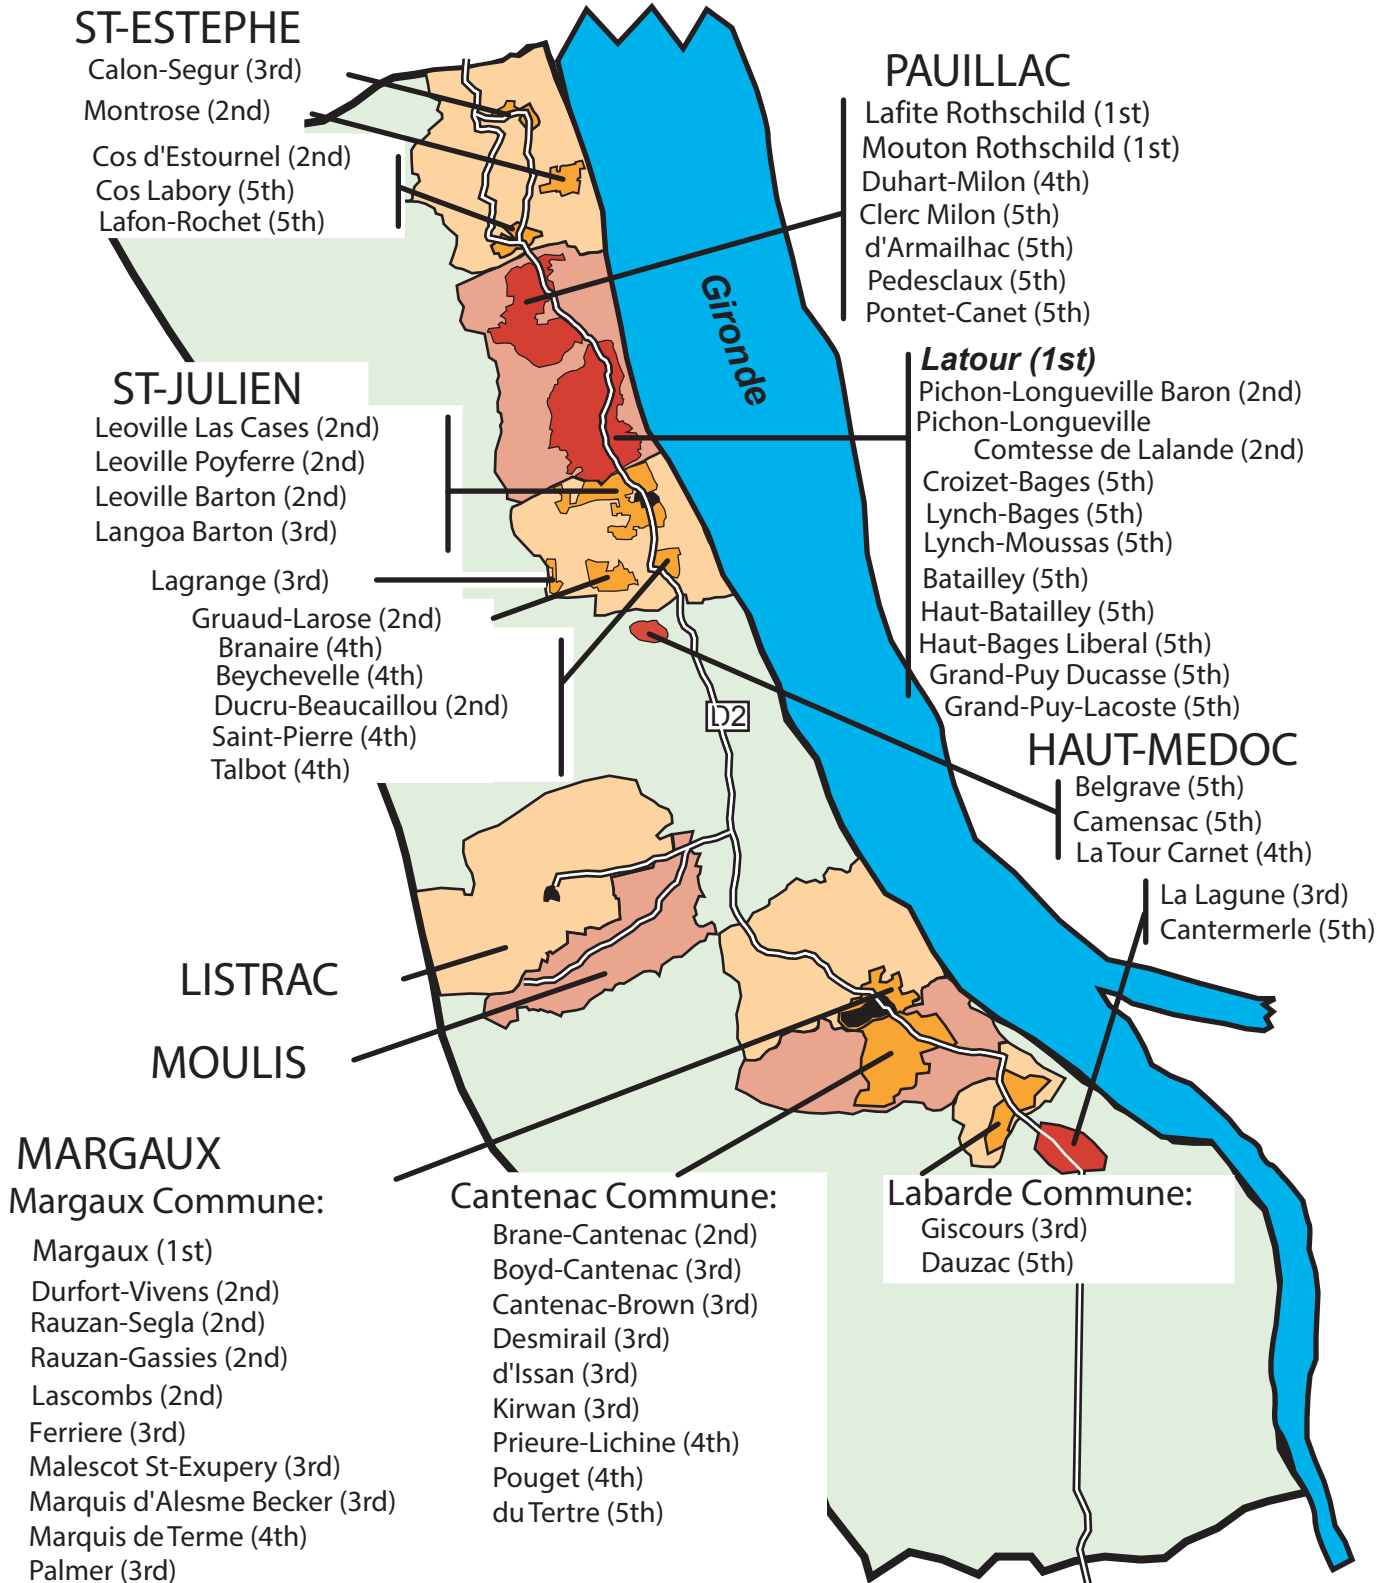 ST-ESTEPHE
Calon-Segur (3rd)
Montrose (2nd)
Cos d'Estournel (2nd)
Cos Labory (5th)
Lafon-Rochet (5th)
PAUILLAC
Lafite Rothschild (1st)
Mouton Rothschild (1st)
Duhart-Milon (4th)
Clerc Milon (5th)
d'Armailhac (5th)
Pedesclaux (5th)
Pontet-Canet (5th)
Gironde
Latour (1st)
Pichon-Longueville Baron (2nd)
Pichon-Longueville
Comtesse de Lalande (2nd)
Croizet-Bages (5th)
Lynch-Bages (5th)
Lynch-Moussas (5th)
Batailley (5th)
Haut-Batailley (5th)
Haut-Bages Liberal (5th)
Grand-Puy Ducasse (5th)
Grand-Puy-Lacoste (5th)
ST-JULIEN
Leoville Las Cases (2nd)
Leoville Poyferre (2nd)
Leoville Barton (2nd)
Langoa Barton (3rd)
Lagrange (3rd)
Gruaud-Larose (2nd)
Branaire (4th)
Beychevelle (4th)
Ducru-Beaucaillou (2nd)
Saint-Pierre (4th)
Talbot (4th)
D2
HAUT-MEDOC
Belgrave (5th)
Camensac (5th)
La Tour Carnet (4th)
La Lagune (3rd)
Cantermerle (5th)
LISTRAC
MOULIS
MARGAUX
Margaux Commune:
Margaux (1st)
Durfort-Vivens (2nd)
Rauzan-Segla (2nd)
Rauzan-Gassies (2nd)
Lascombs (2nd)
Ferriere (3rd)
Malescot St-Exupery (3rd)
Marquis d'Alesme Becker (3rd)
Marquis de Terme (4th)
Palmer (3rd)
Cantenac Commune:
Brane-Cantenac (2nd)
Boyd-Cantenac (3rd)
Cantenac-Brown (3rd)
Desmirail (3rd)
d'Issan (3rd)
Kirwan (3rd)
Prieure-Lichine (4th)
Pouget (4th)
du Tertre (5th)
Labarde Commune:
Giscours (3rd)
Dauzac (5th)